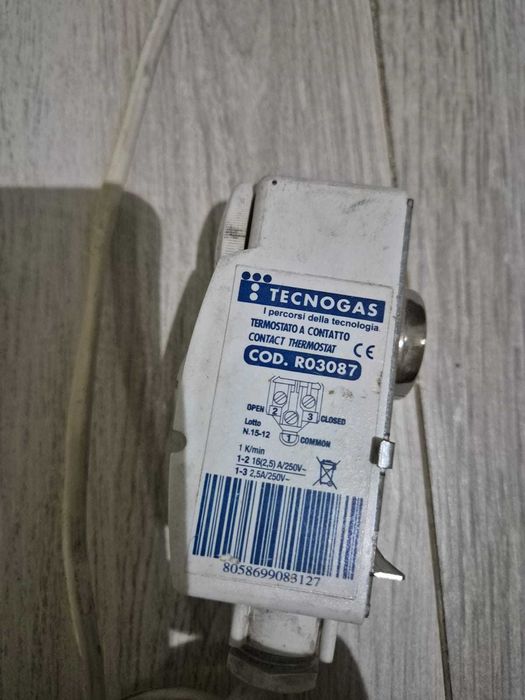 TECNOGAS
I percorsi della tecnologia
TERMOSTATO A CONTATTO
CONTACT THERMOSTAT CE
COD. R03087
OPEN 2 3 CLOSED
Lotto
N.15-12 1 COMMON
1 K/min
1-2 16(2,5) A/250V~
1-3 2,5A/250V~
8058699083127